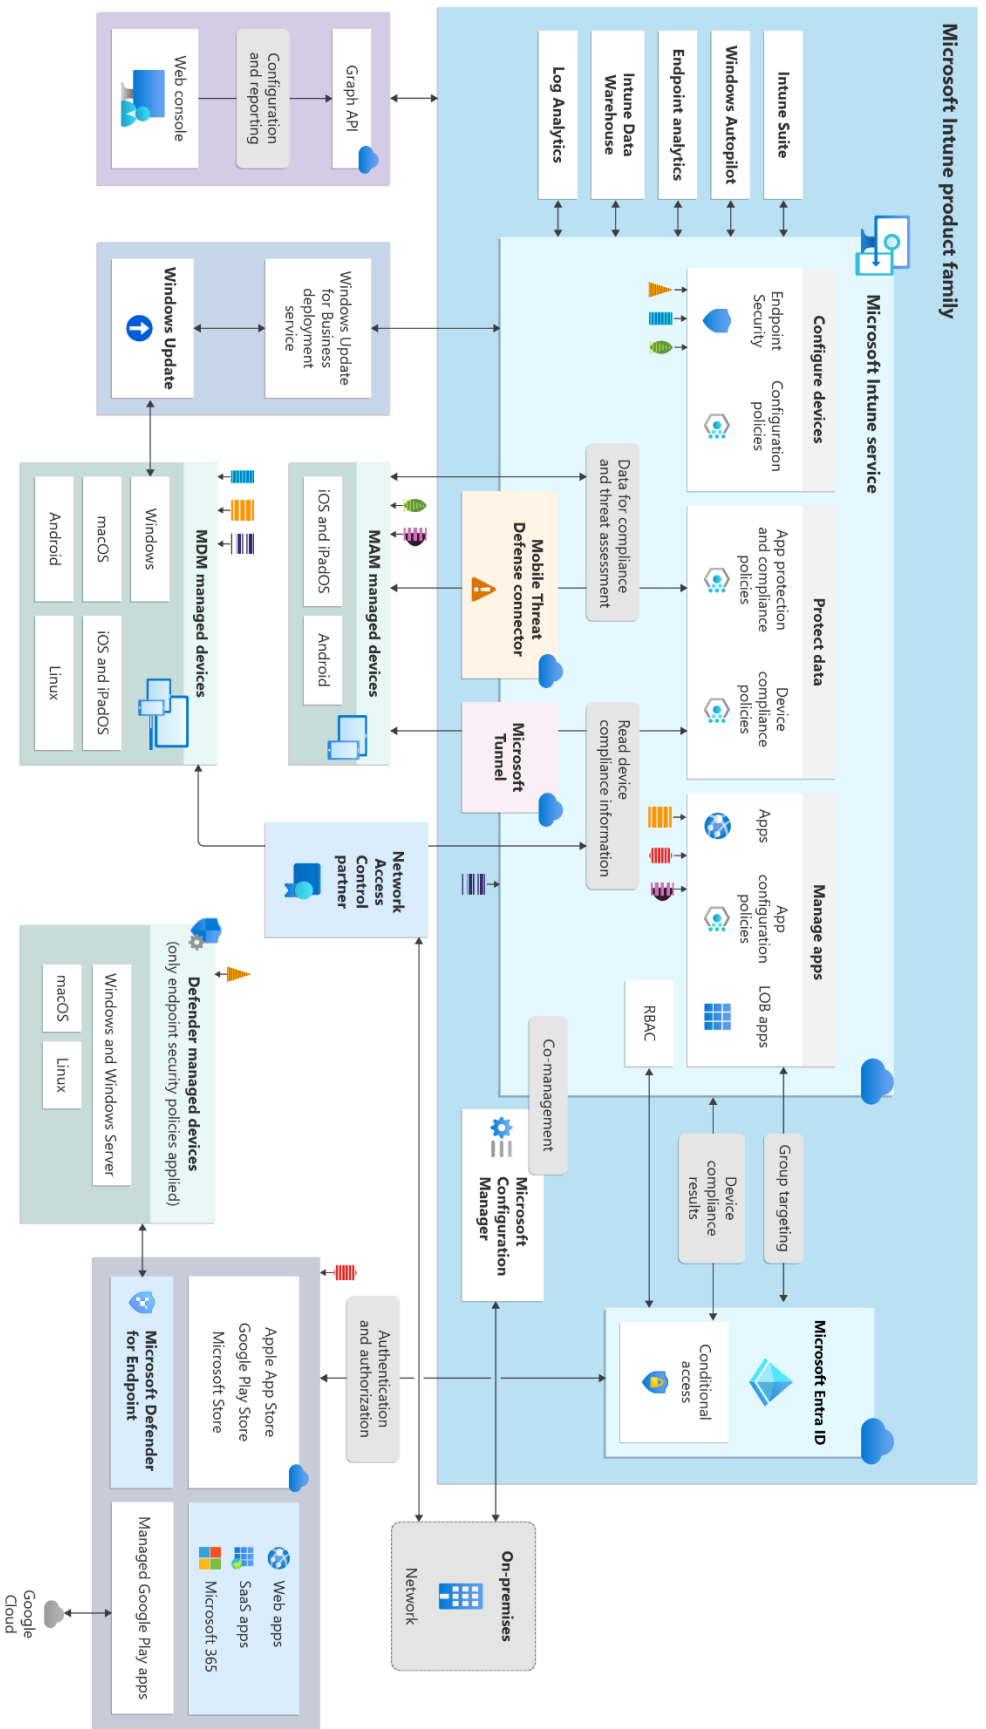 Microsoft Intune product family
Intune Suite
Windows Autopilot
Endpoint analytics
Intune Data
Warehouse
Log Analytics
Microsoft Intune service
Configure devices
Endpoint
Security
Configuration
policies
Protect data
App protection
and compliance
policies
Device
compliance
policies
Manage apps
Apps
App
configuration
policies
LOB apps
RBAC
Group targeting
Device
compliance
results
Microsoft Entra ID
Conditional
access
Data for compliance
and threat assessment
Read device
compliance information
Co-management
Mobile Threat
Defense connector
Microsoft
Tunnel
Microsoft
Configuration
Manager
On-premises
Network
Graph API
Configuration
and reporting
Web console
Windows Update
for Business
deployment
service
Windows Update
MAM managed devices
iOS and iPadOS
Android
MDM managed devices
Windows
macOS
iOS and iPadOS
Android
Linux
Network
Access
Control
partner
Defender managed devices
(only endpoint security policies applied)
Windows and Windows Server
macOS
Linux
Authentication
and authorization
Apple App Store
Google Play Store
Microsoft Store
Web apps
SaaS apps
Microsoft 365
Microsoft Defender
for Endpoint
Managed Google Play apps
Google
Cloud